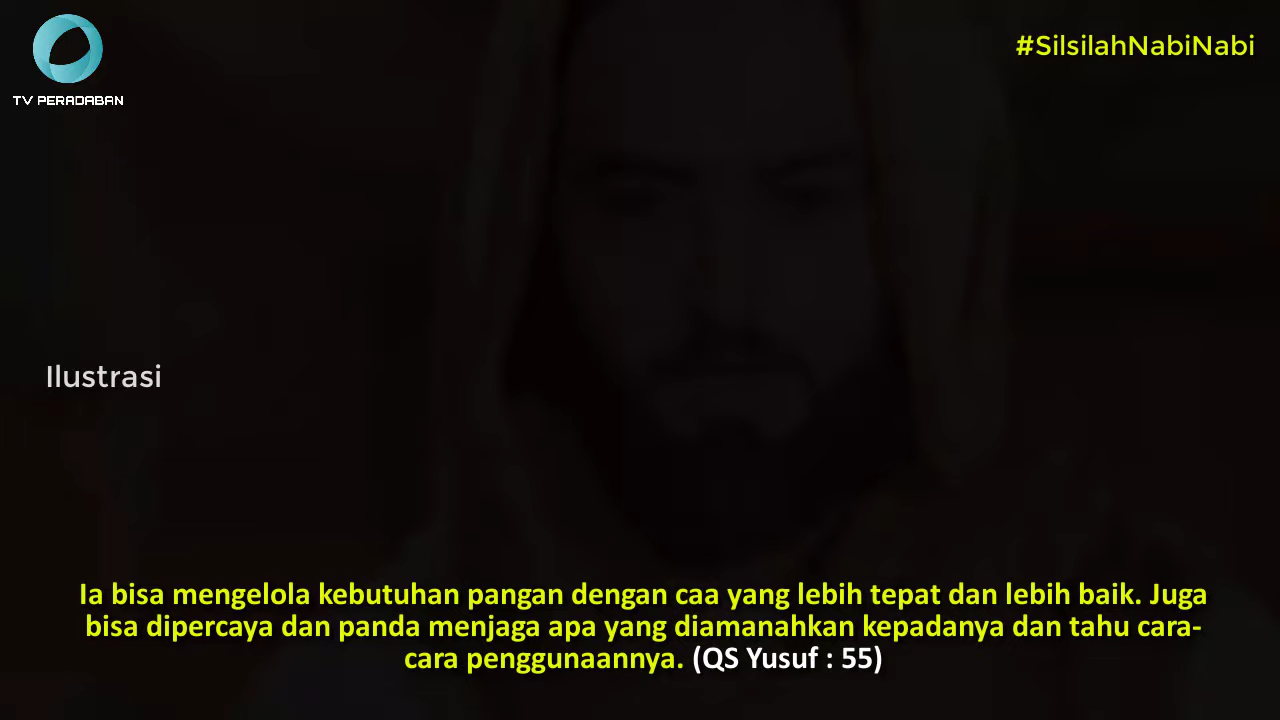 TV PERADABAN
#SilsilahNabiNabi
Ilustrasi
Ia bisa mengelola kebutuhan pangan dengan caa yang lebih tepat dan lebih baik. Juga
bisa dipercaya dan panda menjaga apa yang diamanahkan kepadanya dan tahu cara-
cara penggunaannya. (QS Yusuf : 55)